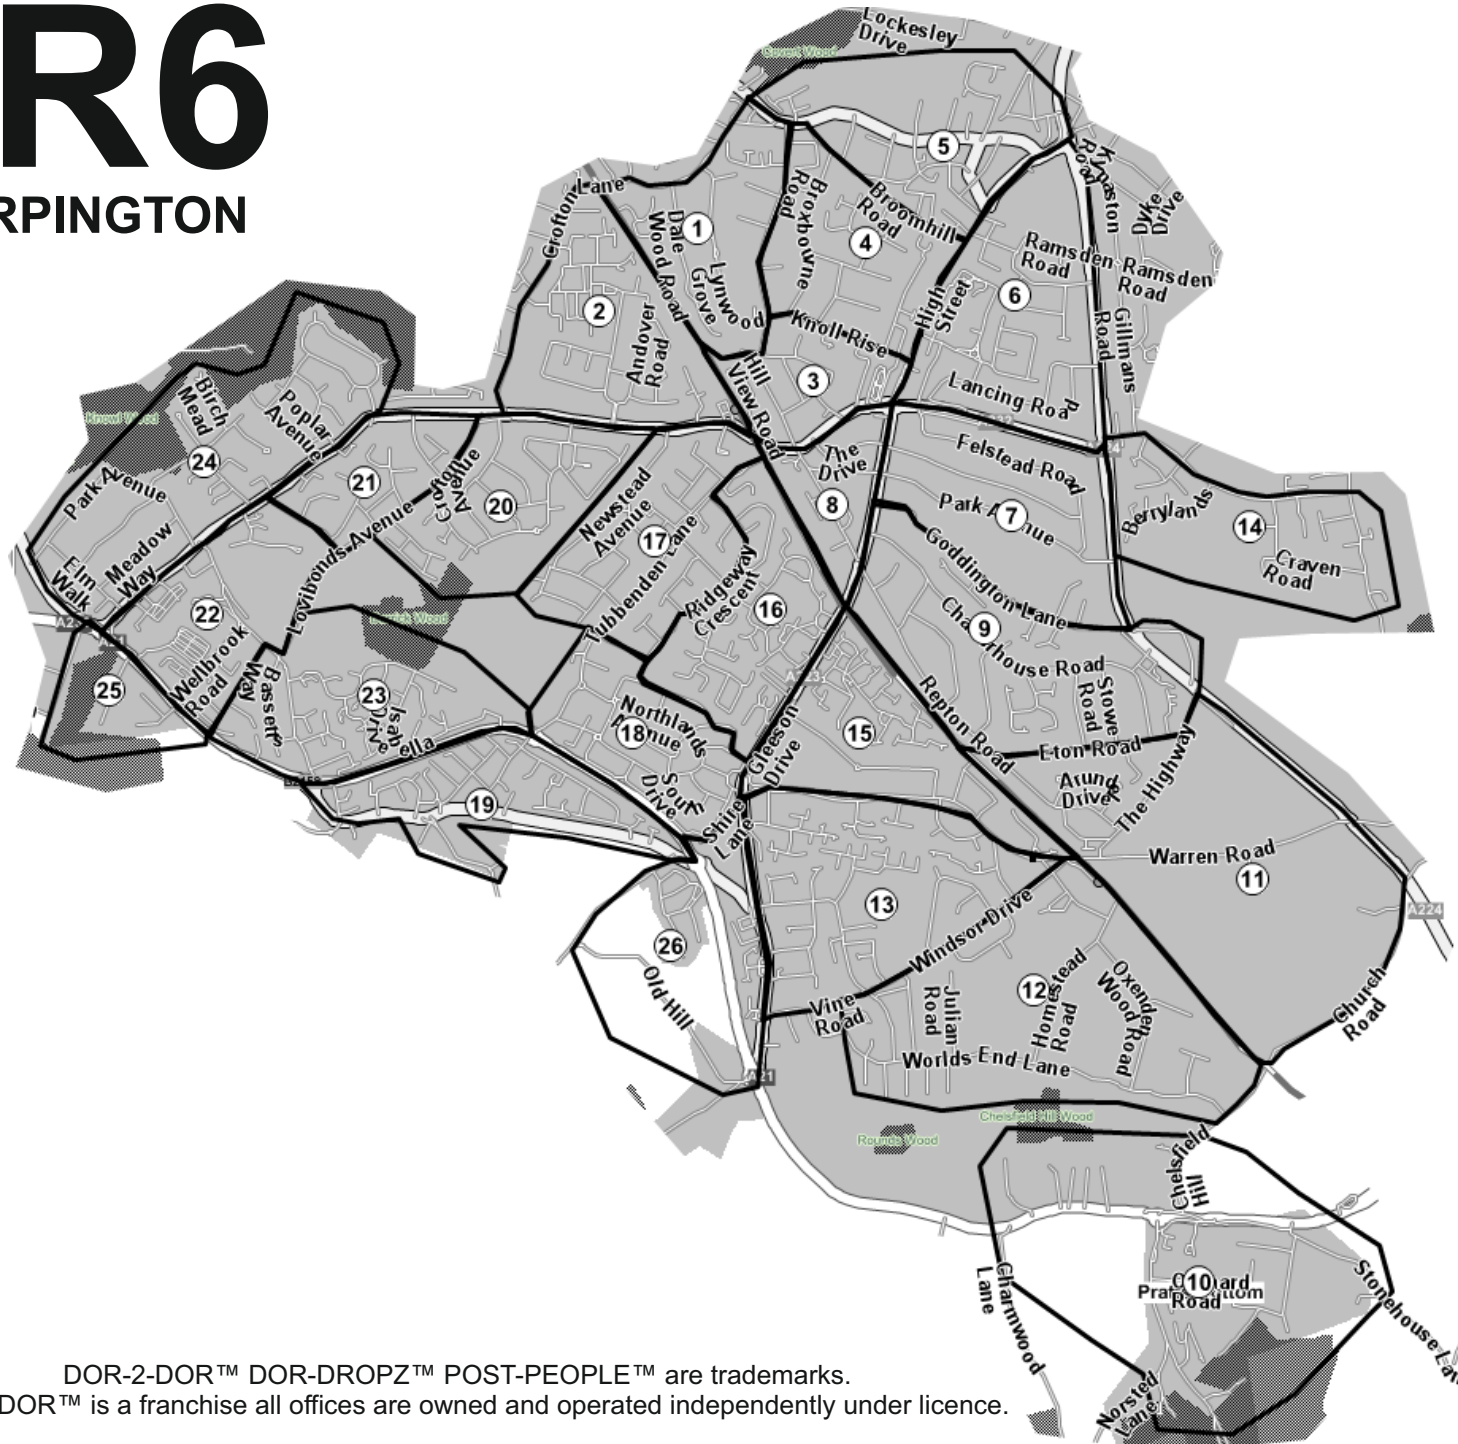 R6
RPINGTON
Lockesley
Drive
Covert Wood
5
Kynaston
Road
Dyke
Drive
Crofton
Lane
Dale
Wood Road
1
Broxbourne
Road
Broomhill
Road
4
Ramsden
Road
Ramsden
Road
6
2
Andover
Road
Lynwood
Grove
High
Street
Knoll Rise
Gillmans
Road
Hill
View Road
3
Lancing Road
Birch
Mead
Poplar
Avenue
Knowl Wood
24
Park Avenue
21
Crofton
Avenue
20
Newstead
Avenue
The
Drive
8
Felstead Road
Park Avenue
7
Berrylands
14
Craven
Road
Meadow
Way
Elm
Walk
Lovibonds Avenue
17
Tubbenden Lane
Ridgeway
Crescent
16
Goddington Lane
9
Charterhouse Road
22
Wellbrook
Road
Bassetts
Way
25
23
Isabella
Drive
Northlands
Avenue
18
Gleeson
Drive
15
Repton Road
Stowe
Road
Eton Road
The Highway
Drive
South
Drive
Shire
Lane
19
Warren Road
11
A224
13
Windsor Drive
26
Old Hill
12
Homestead
Road
Oxenden
Wood Road
Julian
Road
Vine
Road
Church
Road
Worlds End Lane
A21
Chelsfield Hill Wood
Rounds Wood
Chelsfield
Hill
Charmwood
Lane
10
Road
Stonehouse
Norsted
Lane
DOR-2-DOR™ DOR-DROPZ™ POST-PEOPLE™ are trademarks.
DOR™ is a franchise all offices are owned and operated independently under licence.